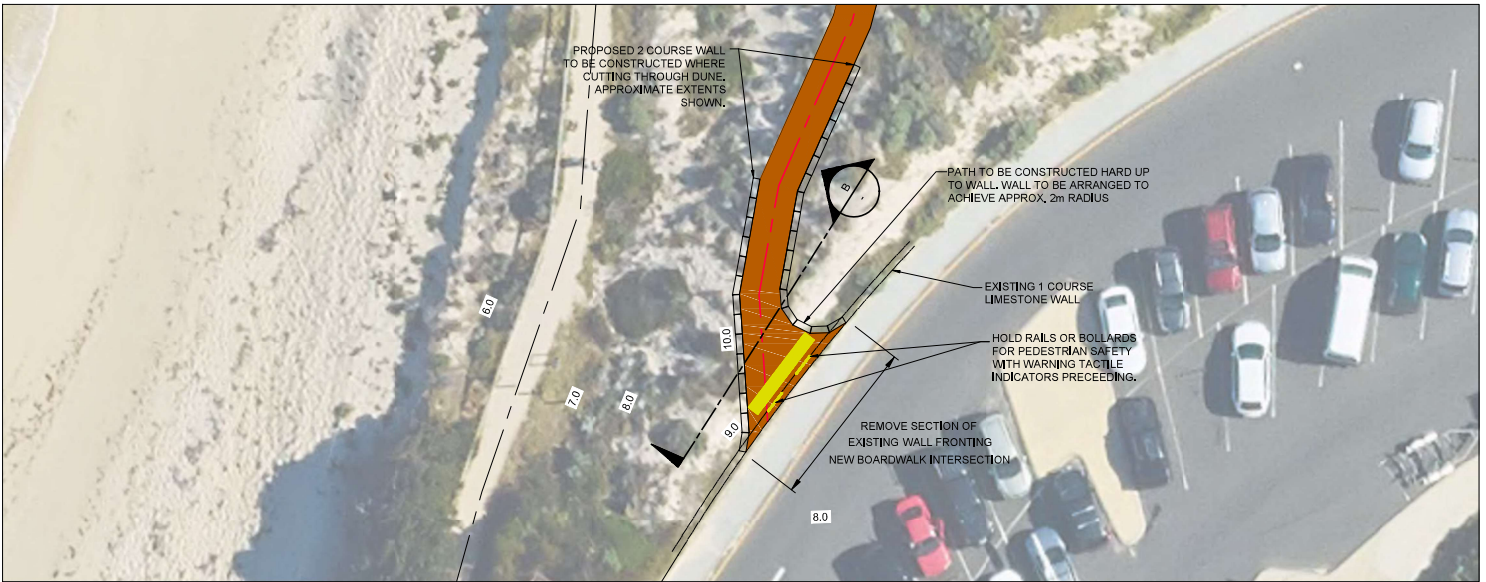 PROPOSED 2 COURSE WALL
TO BE CONSTRUCTED WHERE
CUTTING THROUGH DUNE.
APPROXIMATE EXTENTS
SHOWN.
B
-
PATH TO BE CONSTRUCTED HARD UP
TO WALL. WALL TO BE ARRANGED TO
ACHIEVE APPROX. 2m RADIUS
EXISTING 1 COURSE
LIMESTONE WALL
HOLD RAILS OR BOLLARDS
FOR PEDESTRIAN SAFETY
WITH WARNING TACTILE
INDICATORS PRECEEDING.
REMOVE SECTION OF
EXISTING WALL FRONTING
NEW BOARDWALK INTERSECTION
6.0
7.0
8.0
10.0
9.0
8.0